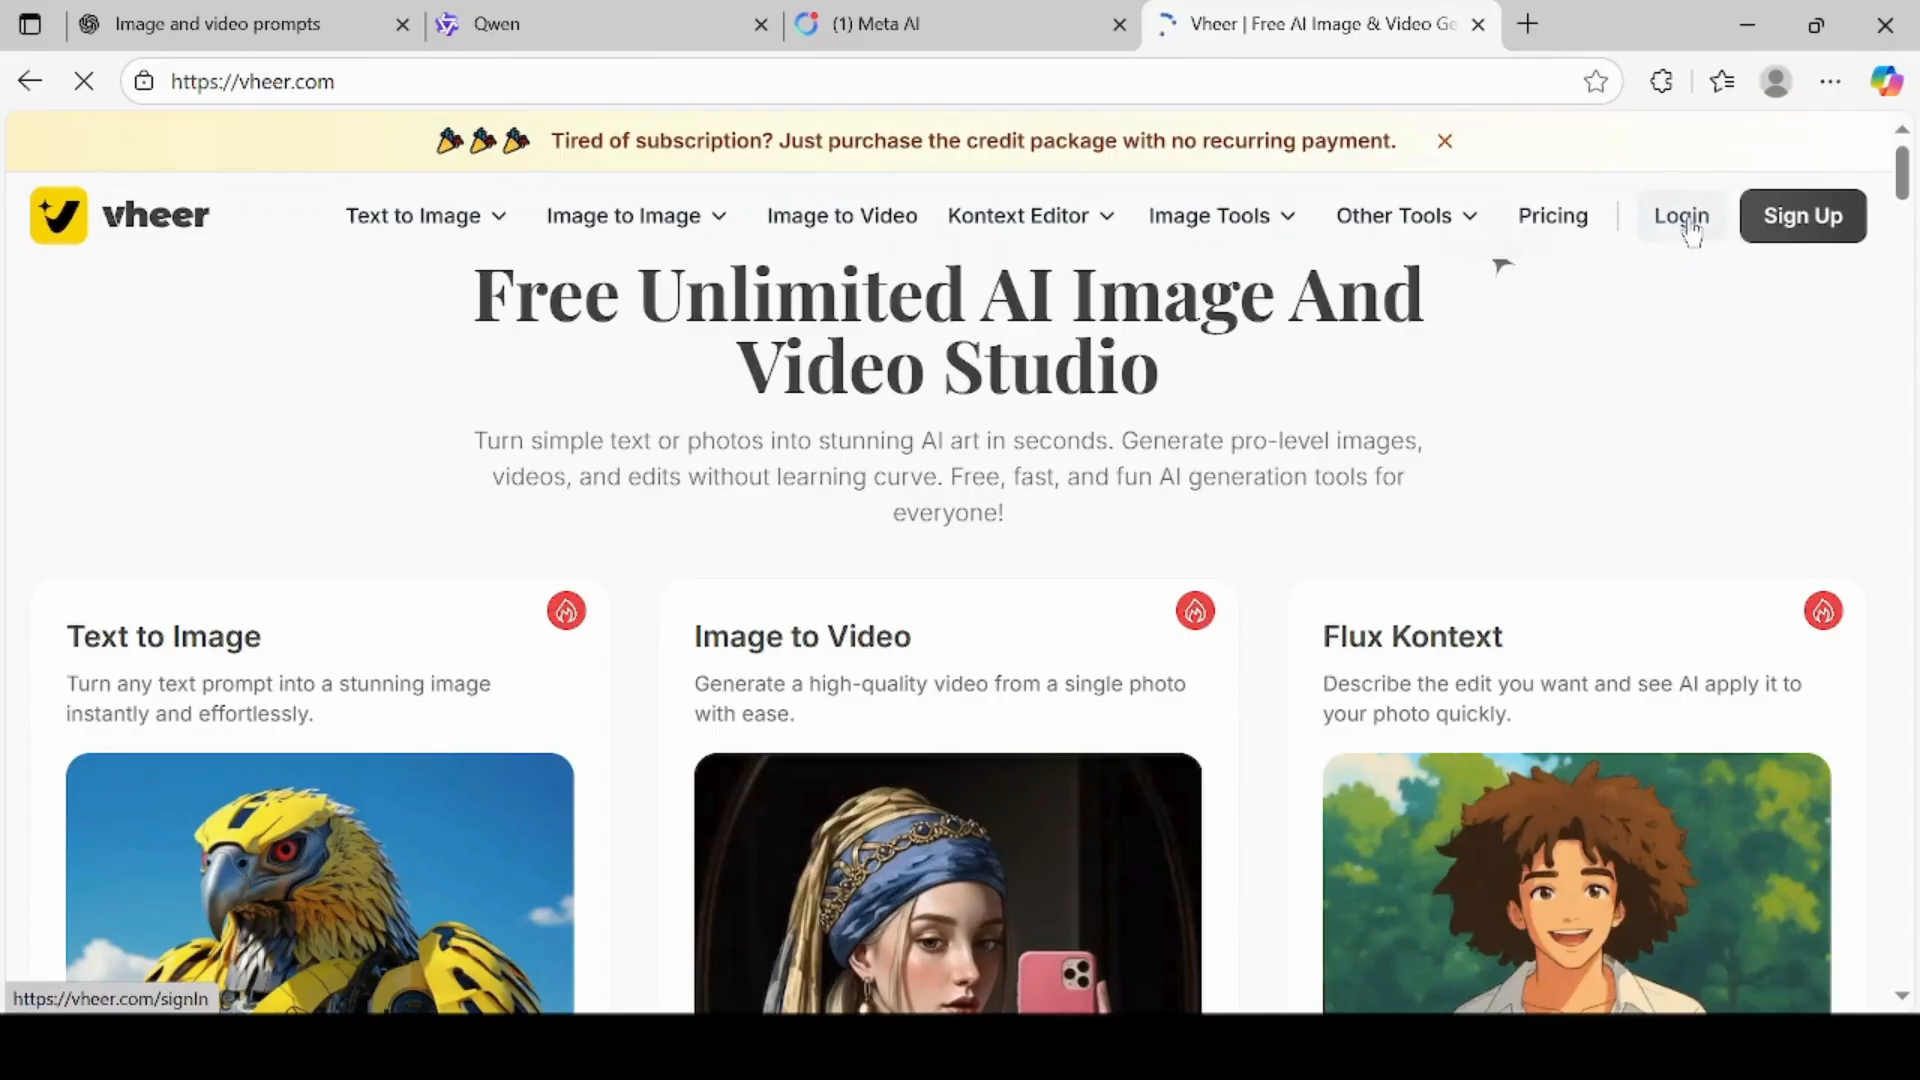 Image and video prompts
Qwen
(1) Meta AI
Vheer | Free AI Image & Video Ge
https://vheer.com
Tired of subscription? Just purchase the credit package with no recurring payment.
vheer
Text to Image
Image to Image
Image to Video
Kontext Editor
Image Tools
Other Tools
Pricing
Login
Sign Up
Free Unlimited AI Image And
Video Studio
Turn simple text or photos into stunning AI art in seconds. Generate pro-level images,
videos, and edits without learning curve. Free, fast, and fun AI generation tools for
everyone!
Text to Image
Turn any text prompt into a stunning image
instantly and effortlessly.
Image to Video
Generate a high-quality video from a single photo
with ease.
Flux Kontext
Describe the edit you want and see AI apply it to
your photo quickly.
https://vheer.com/signIn